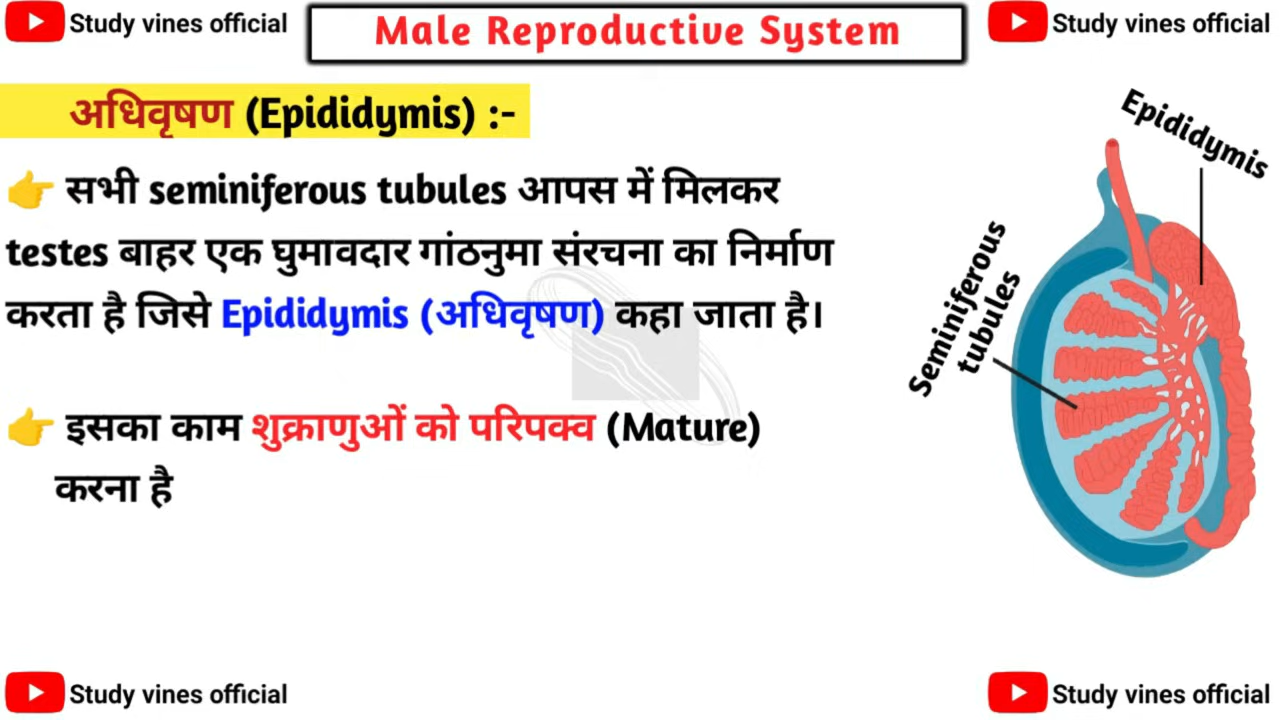 Study vines official
Male Reproductive System
Study vines official
अधिवृषण (Epididymis) :-
👉 सभी seminiferous tubules आपस में मिलकर
testes बाहर एक घुमावदार गांठनुमा संरचना का निर्माण
करता है जिसे Epididymis (अधिवृषण) कहा जाता है।
👉 इसका काम शुक्राणुओं को परिपक्व (Mature)
करना है
Epididymis
Seminiferous
tubules
Study vines official
Study vines official